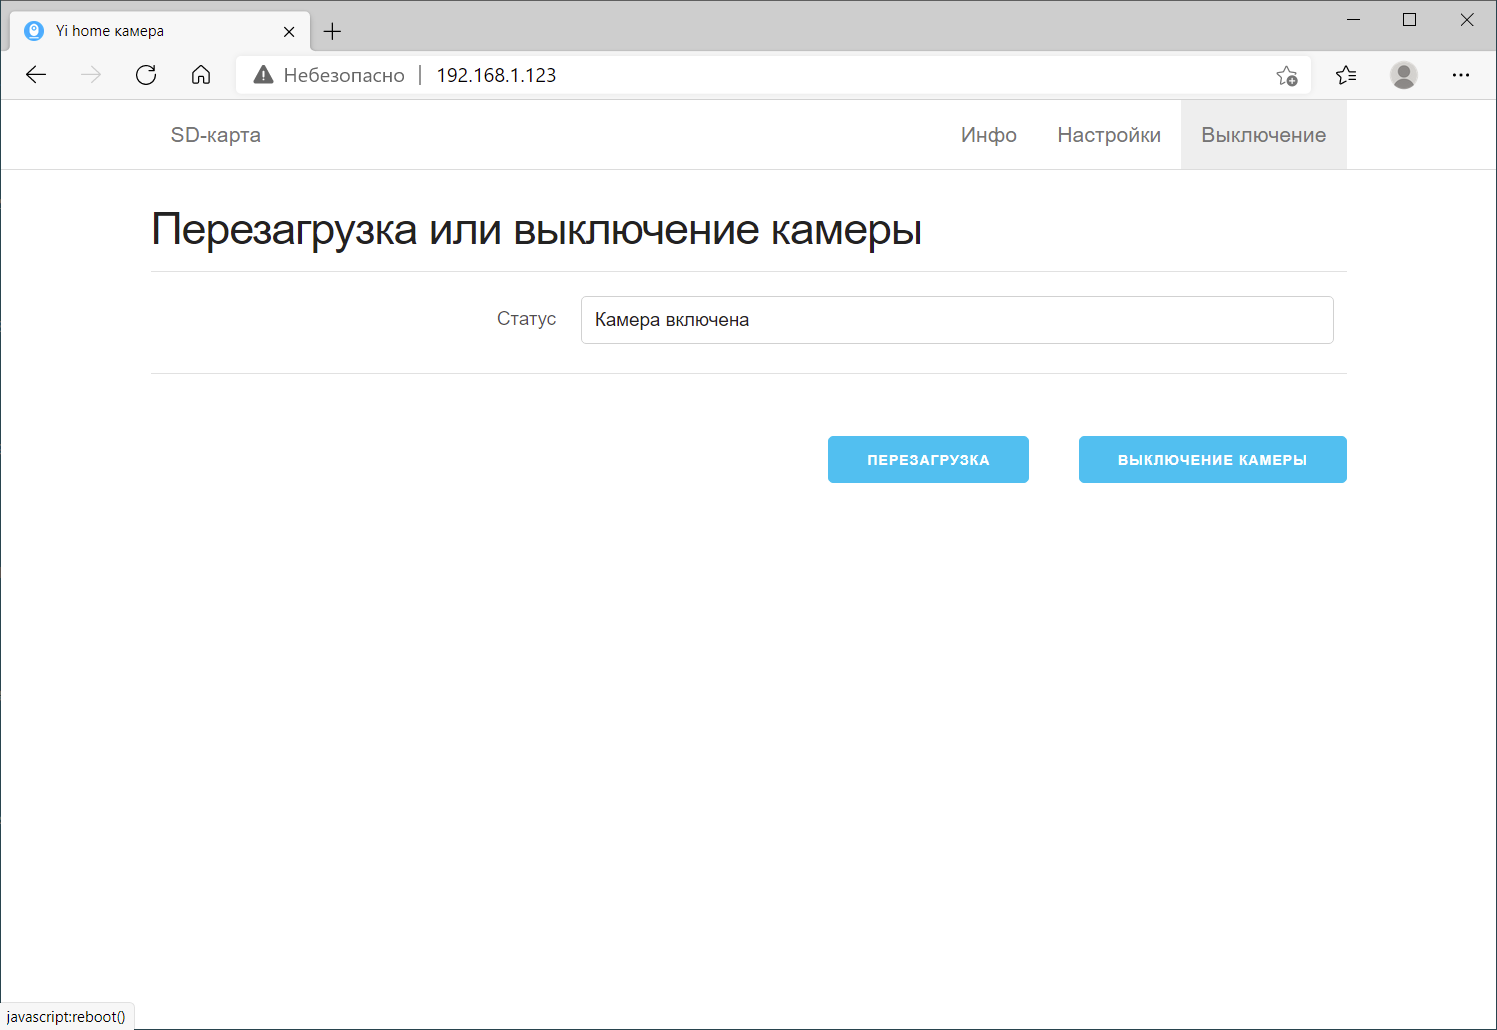 Yi home камера
Небезопасно | 192.168.1.123
SD-карта Инфо Настройки Выключение
Перезагрузка или выключение камеры
Статус Камера включена
ПЕРЕЗАГРУЗКА ВЫКЛЮЧЕНИЕ КАМЕРЫ
javascript:reboot()